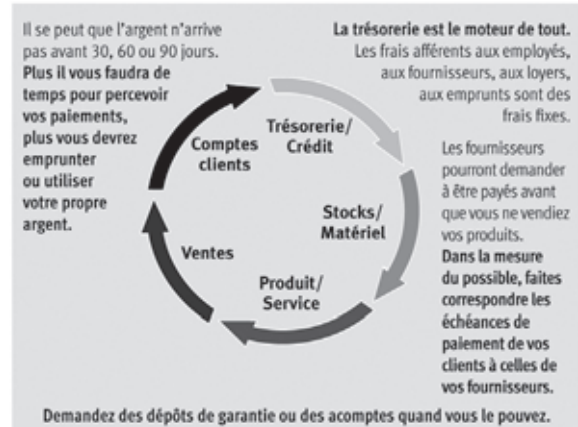 Il se peut que l'argent n'arrive
pas avant 30, 60 ou 90 jours.
Plus il vous faudra de
temps pour percevoir
vos paiements,
plus vous devrez
emprunter
ou utiliser
votre propre
argent.
La trésorerie est le moteur de tout.
Les frais afférents aux employés,
aux fournisseurs, aux loyers,
aux emprunts sont des
frais fixes.
Les fournisseurs
pourront demander
à être payés avant
que vous ne vendiez
vos produits.
Dans la mesure
du possible, faites
correspondre les
échéances de
paiement de vos
clients à celles de
vos fournisseurs.
Comptes
clients
Trésorerie/
Crédit
Stocks/
Matériel
Produit/
Service
Ventes
Demandez des dépôts de garantie ou des acomptes quand vous le pouvez.